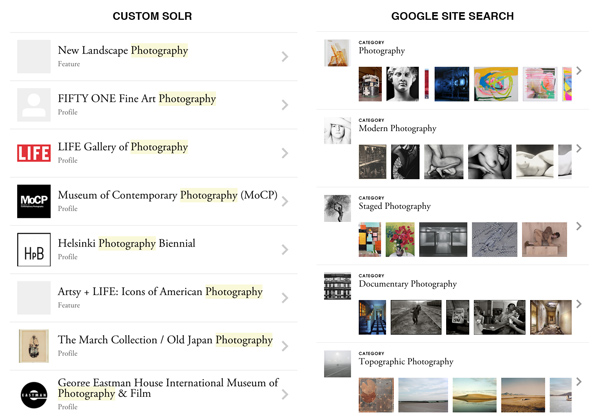 CUSTOM SOLR
New Landscape Photography
Feature
FIFTY ONE Fine Art Photography
Profile
LIFE
LIFE Gallery of Photography
Profile
MoCP
Museum of Contemporary Photography (MoCP)
Profile
HpB
Helsinki Photography Biennial
Profile
Artsy + LIFE: Icons of American Photography
Feature
The March Collection / Old Japan Photography
Profile
EASTMAN
George Eastman House International Museum of
Photography & Film
Profile
GOOGLE SITE SEARCH
CATEGORY
Photography
CATEGORY
Modern Photography
CATEGORY
Staged Photography
CATEGORY
Documentary Photography
CATEGORY
Topographic Photography